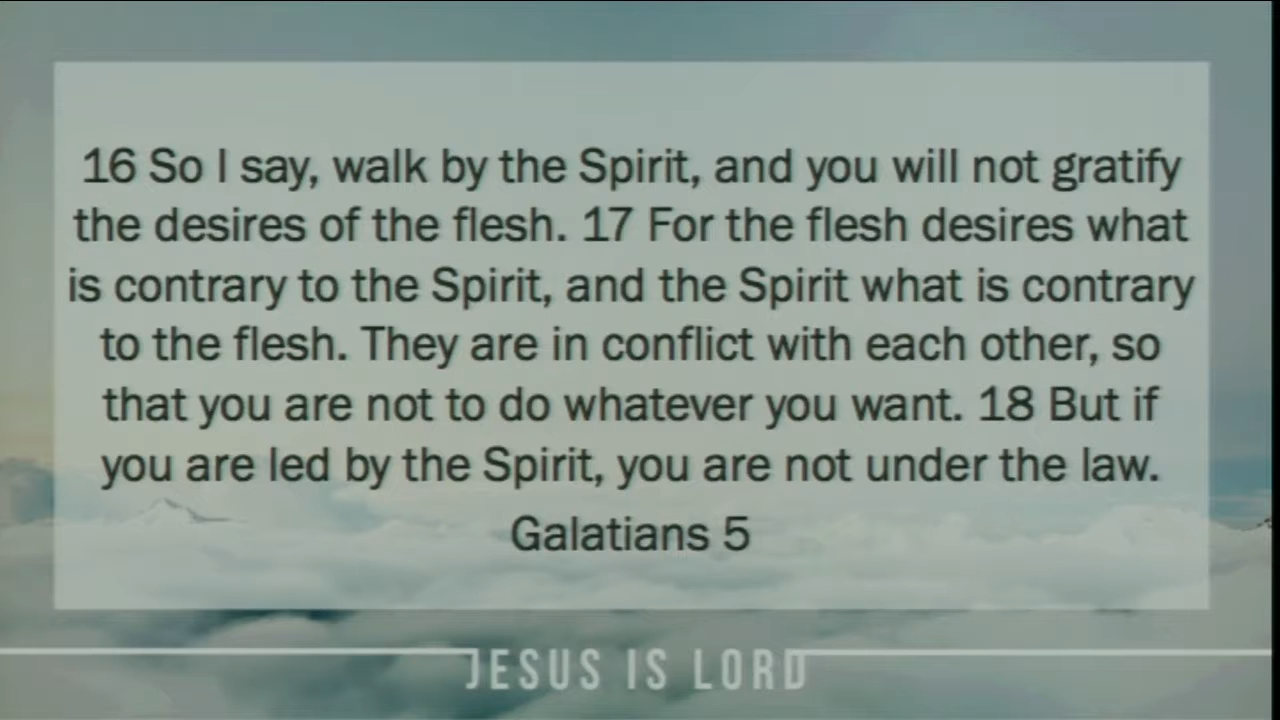 16 So I say, walk by the Spirit, and you will not gratify
the desires of the flesh. 17 For the flesh desires what
is contrary to the Spirit, and the Spirit what is contrary
to the flesh. They are in conflict with each other, so
that you are not to do whatever you want. 18 But if
you are led by the Spirit, you are not under the law.
Galatians 5
JESUS IS LORD